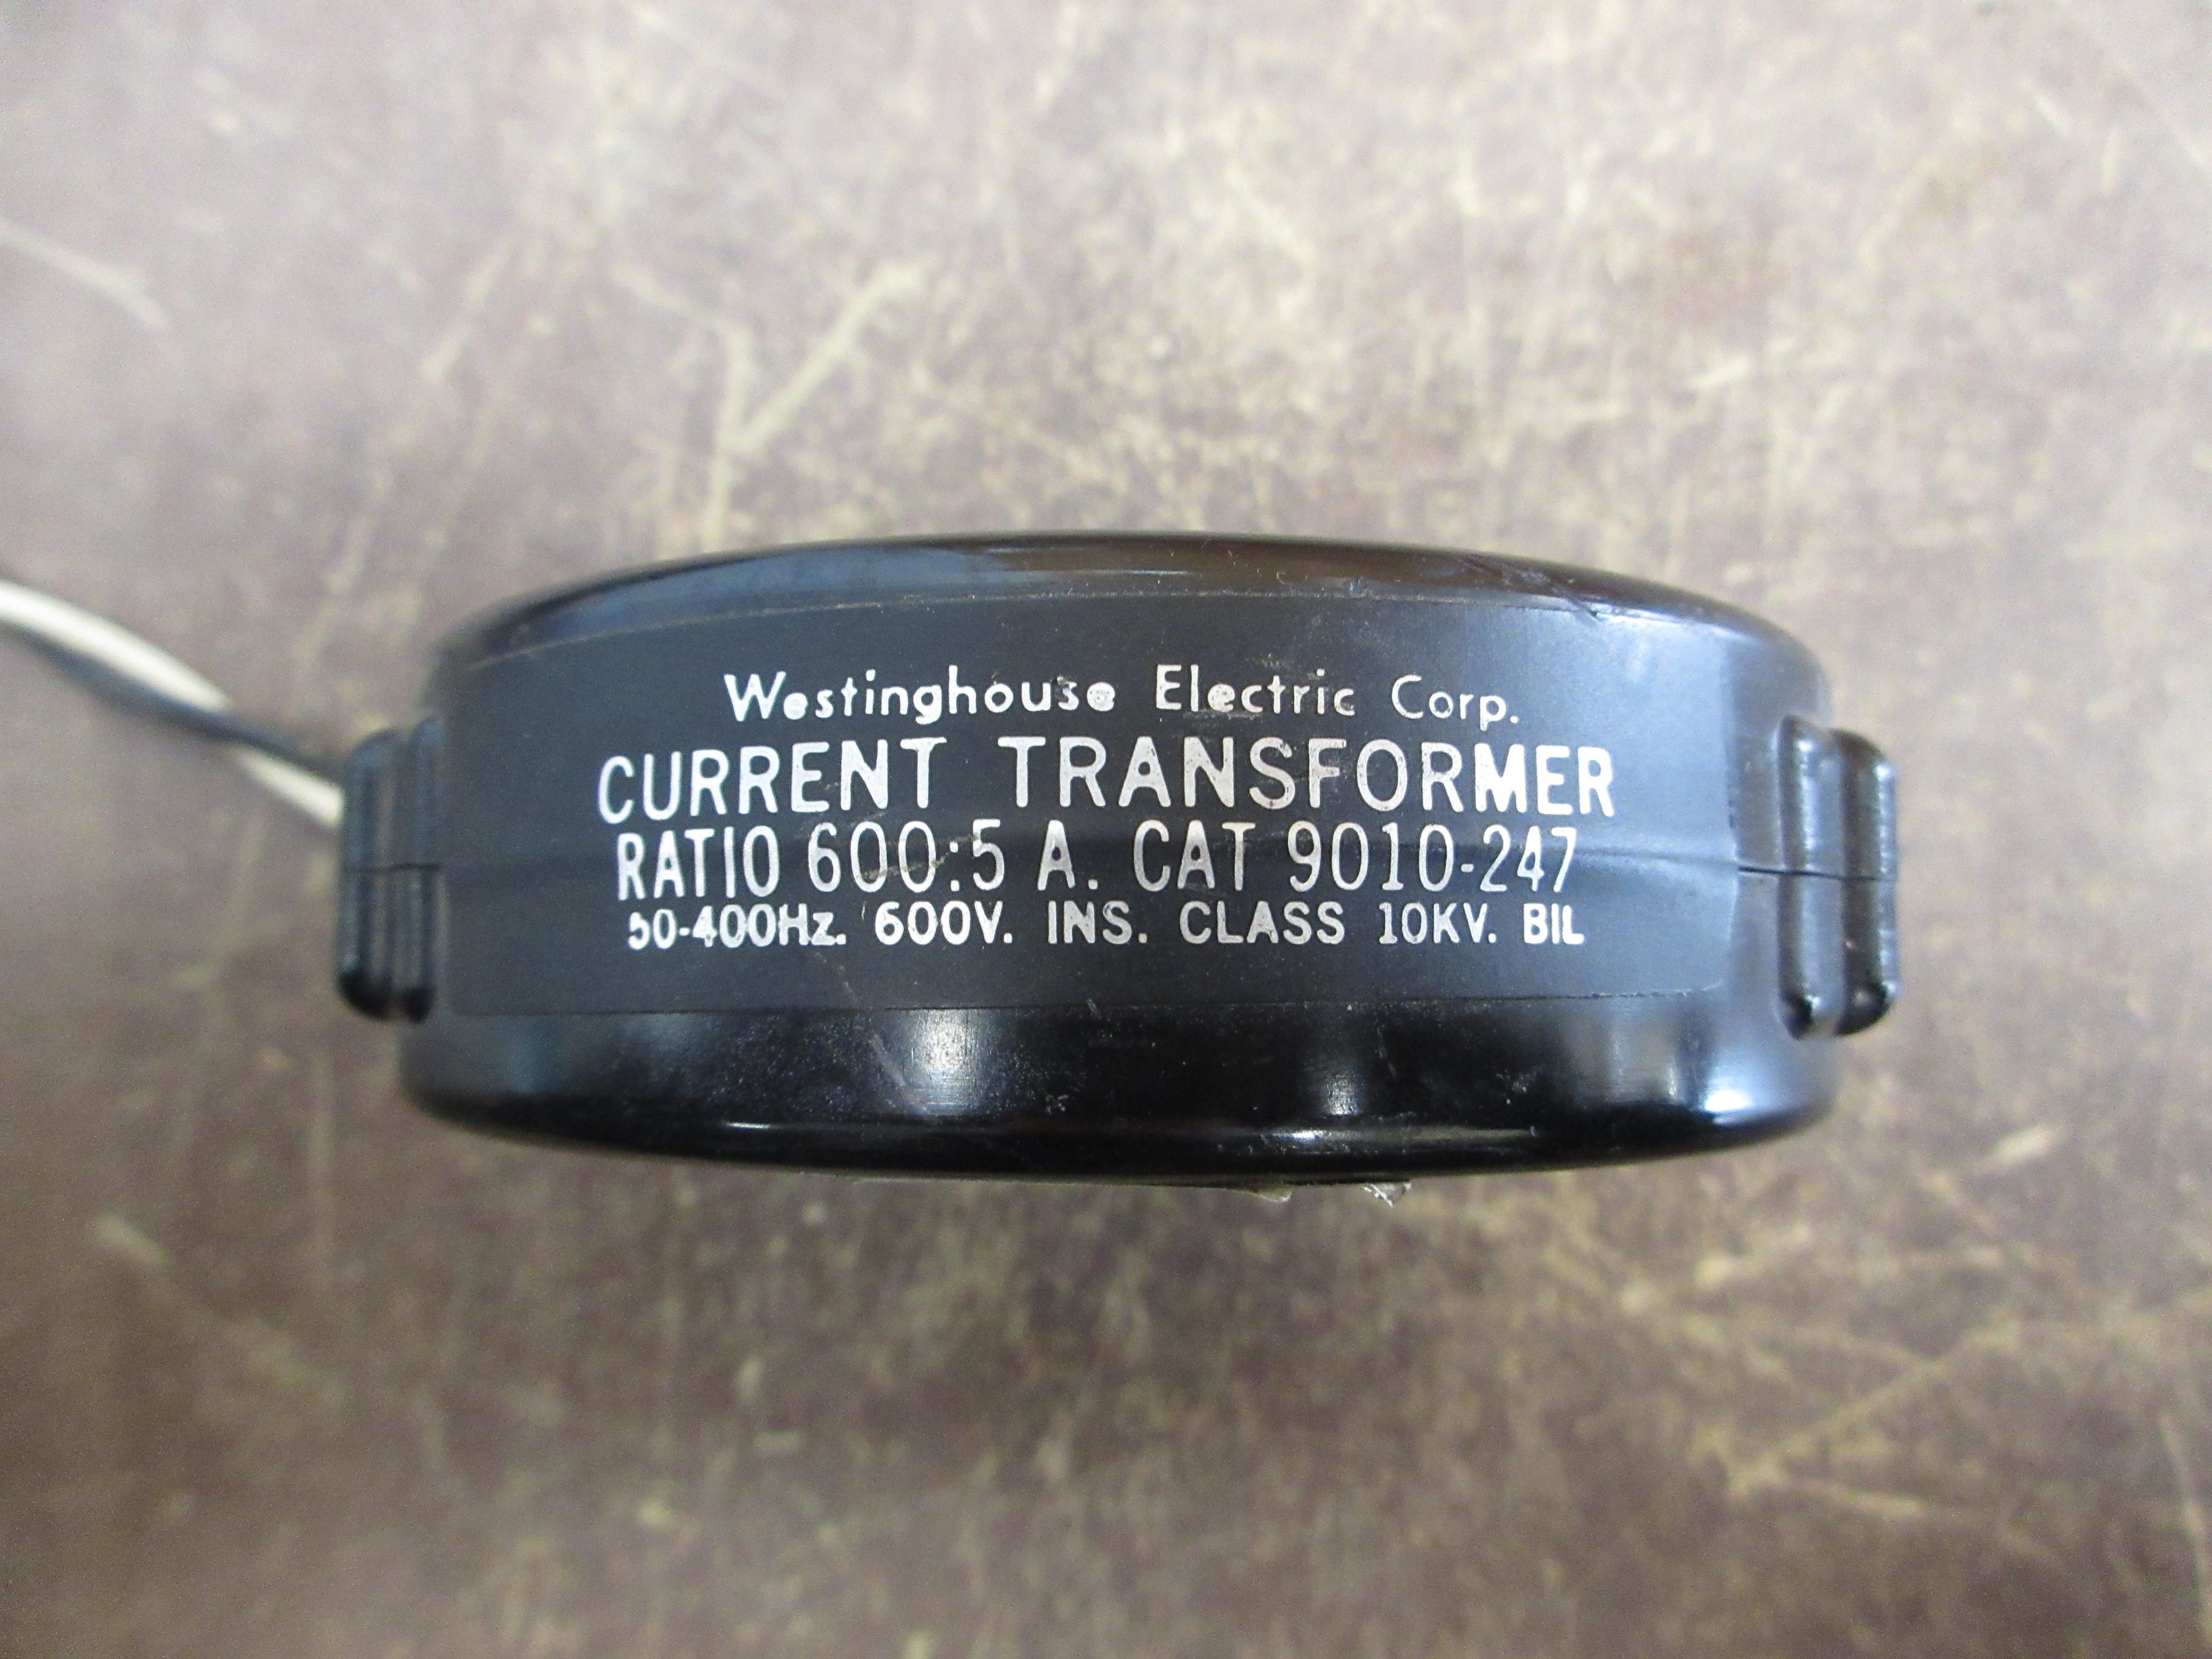 Westinghouse Electric Corp.
CURRENT TRANSFORMER
RATIO 600:5 A. CAT 9010-247
50-400Hz. 600V. INS. CLASS 10KV. BIL